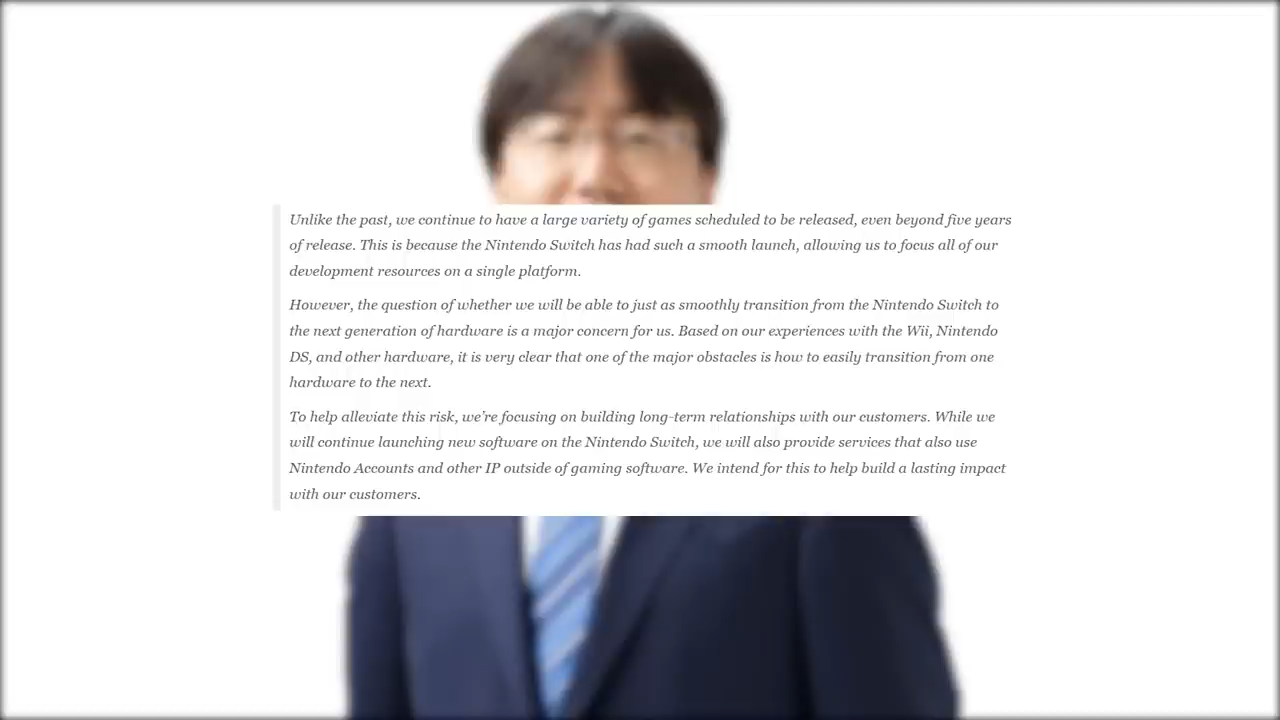 Unlike the past, we continue to have a large variety of games scheduled to be released, even beyond five years
of release. This is because the Nintendo Switch has had such a smooth launch, allowing us to focus all of our
development resources on a single platform.
However, the question of whether we will be able to just as smoothly transition from the Nintendo Switch to
the next generation of hardware is a major concern for us. Based on our experiences with the Wii, Nintendo
DS, and other hardware, it is very clear that one of the major obstacles is how to easily transition from one
hardware to the next.
To help alleviate this risk, we're focusing on building long-term relationships with our customers. While we
will continue launching new software on the Nintendo Switch, we will also provide services that also use
Nintendo Accounts and other IP outside of gaming software. We intend for this to help build a lasting impact
with our customers.